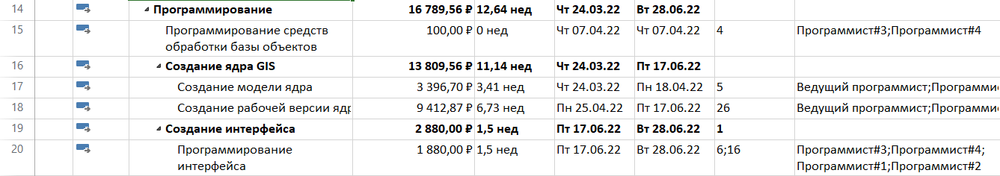 14 Программирование 16 789,56 ₽ 12,64 нед Чт 24.03.22 Вт 28.06.22
15 Программирование средств обработки базы объектов 100,00 ₽ 0 нед Чт 07.04.22 Чт 07.04.22 4 Программист#3;Программист#4
16 Создание ядра GIS 13 809,56 ₽ 11,14 нед Чт 24.03.22 Пт 17.06.22
17 Создание модели ядра 3 396,70 ₽ 3,41 нед Чт 24.03.22 Пн 18.04.22 5 Ведущий программист;Программи
18 Создание рабочей версии ядр 9 412,87 ₽ 6,73 нед Пн 25.04.22 Пт 17.06.22 26 Ведущий программист;Программи
19 Создание интерфейса 2 880,00 ₽ 1,5 нед Пт 17.06.22 Вт 28.06.22 1
20 Программирование интерфейса 1 880,00 ₽ 1,5 нед Пт 17.06.22 Вт 28.06.22 6;16 Программист#3;Программист#4; Программист#1;Программист#2